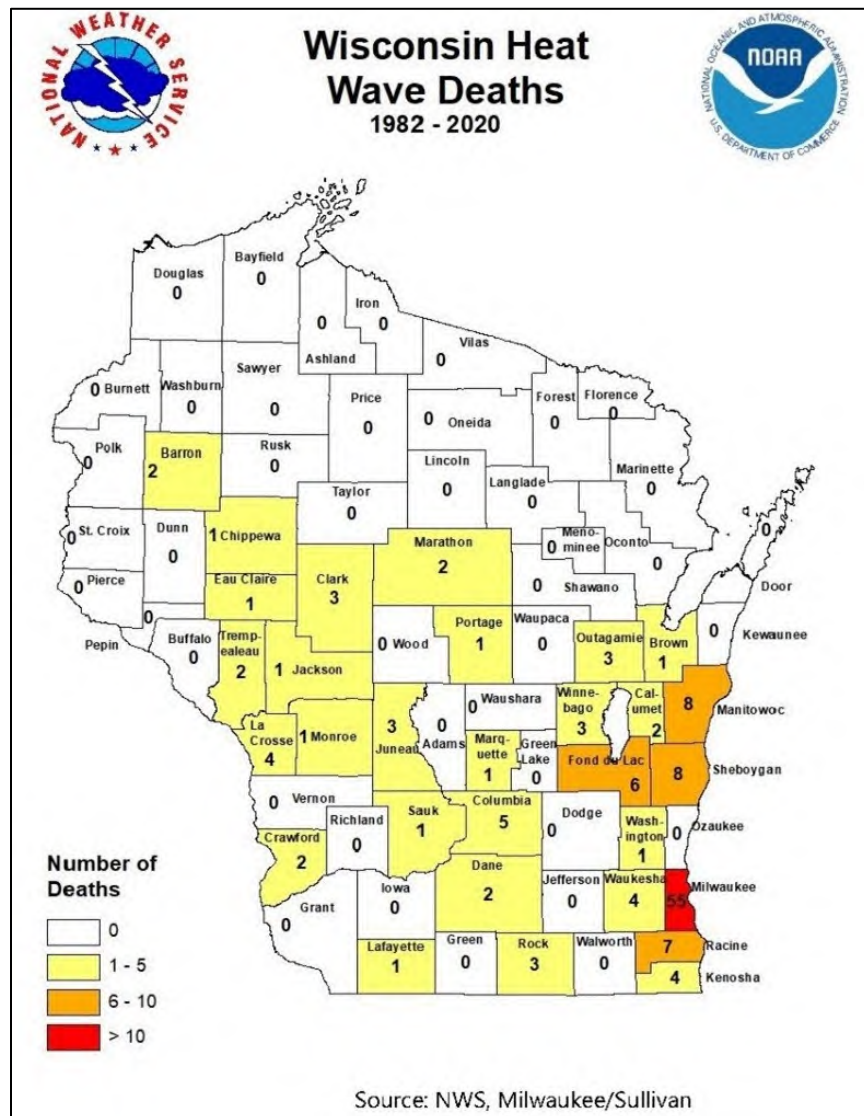 NATIONAL WEATHER SERVICE
Wisconsin Heat
Wave Deaths
1982 - 2020
NATIONAL OCEANIC AND ATMOSPHERIC ADMINISTRATION
NOAA
U.S. DEPARTMENT OF COMMERCE
Douglas
0
Bayfield
0
Ashland
0
Iron
0
Vilas
0
0 Burnett
Washburn
0
Sawyer
0
Price
0
Oneida
0
Forest
0
Florence
0
Polk
0
Barron
2
Rusk
0
Lincoln
0
Langlade
0
Marinette
0
Taylor
0
St. Croix
0
Dunn
0
1 Chippewa
Marathon
2
Meno-
minee
0
Oconto
0
Door
0
Pierce
0
Eau Claire
1
Clark
3
Shawano
0
Pepin
0
Buffalo
0
Tremp-
ealeau
2
1 Jackson
0 Wood
Portage
1
Waupaca
0
Outagamie
3
Brown
1
Kewaunee
0
La
Crosse
4
1 Monroe
3
Juneau
0
Adams
Waushara
0
Winne-
bago
3
Cal-
umet
2
8
Manitowoc
Marq-
uette
1
Green
Lake
0
Fond du Lac
6
8
Sheboygan
0
Vernon
Richland
0
Sauk
1
Columbia
5
Dodge
0
Wash-
ington
1
0
Ozaukee
Crawford
2
Grant
0
Iowa
0
Dane
2
Jefferson
0
Waukesha
4
Milwaukee
55
Lafayette
1
Green
0
Rock
3
Walworth
0
7
Racine
4
Kenosha
Number of
Deaths
0
1 - 5
6 - 10
> 10
Source: NWS, Milwaukee/Sullivan